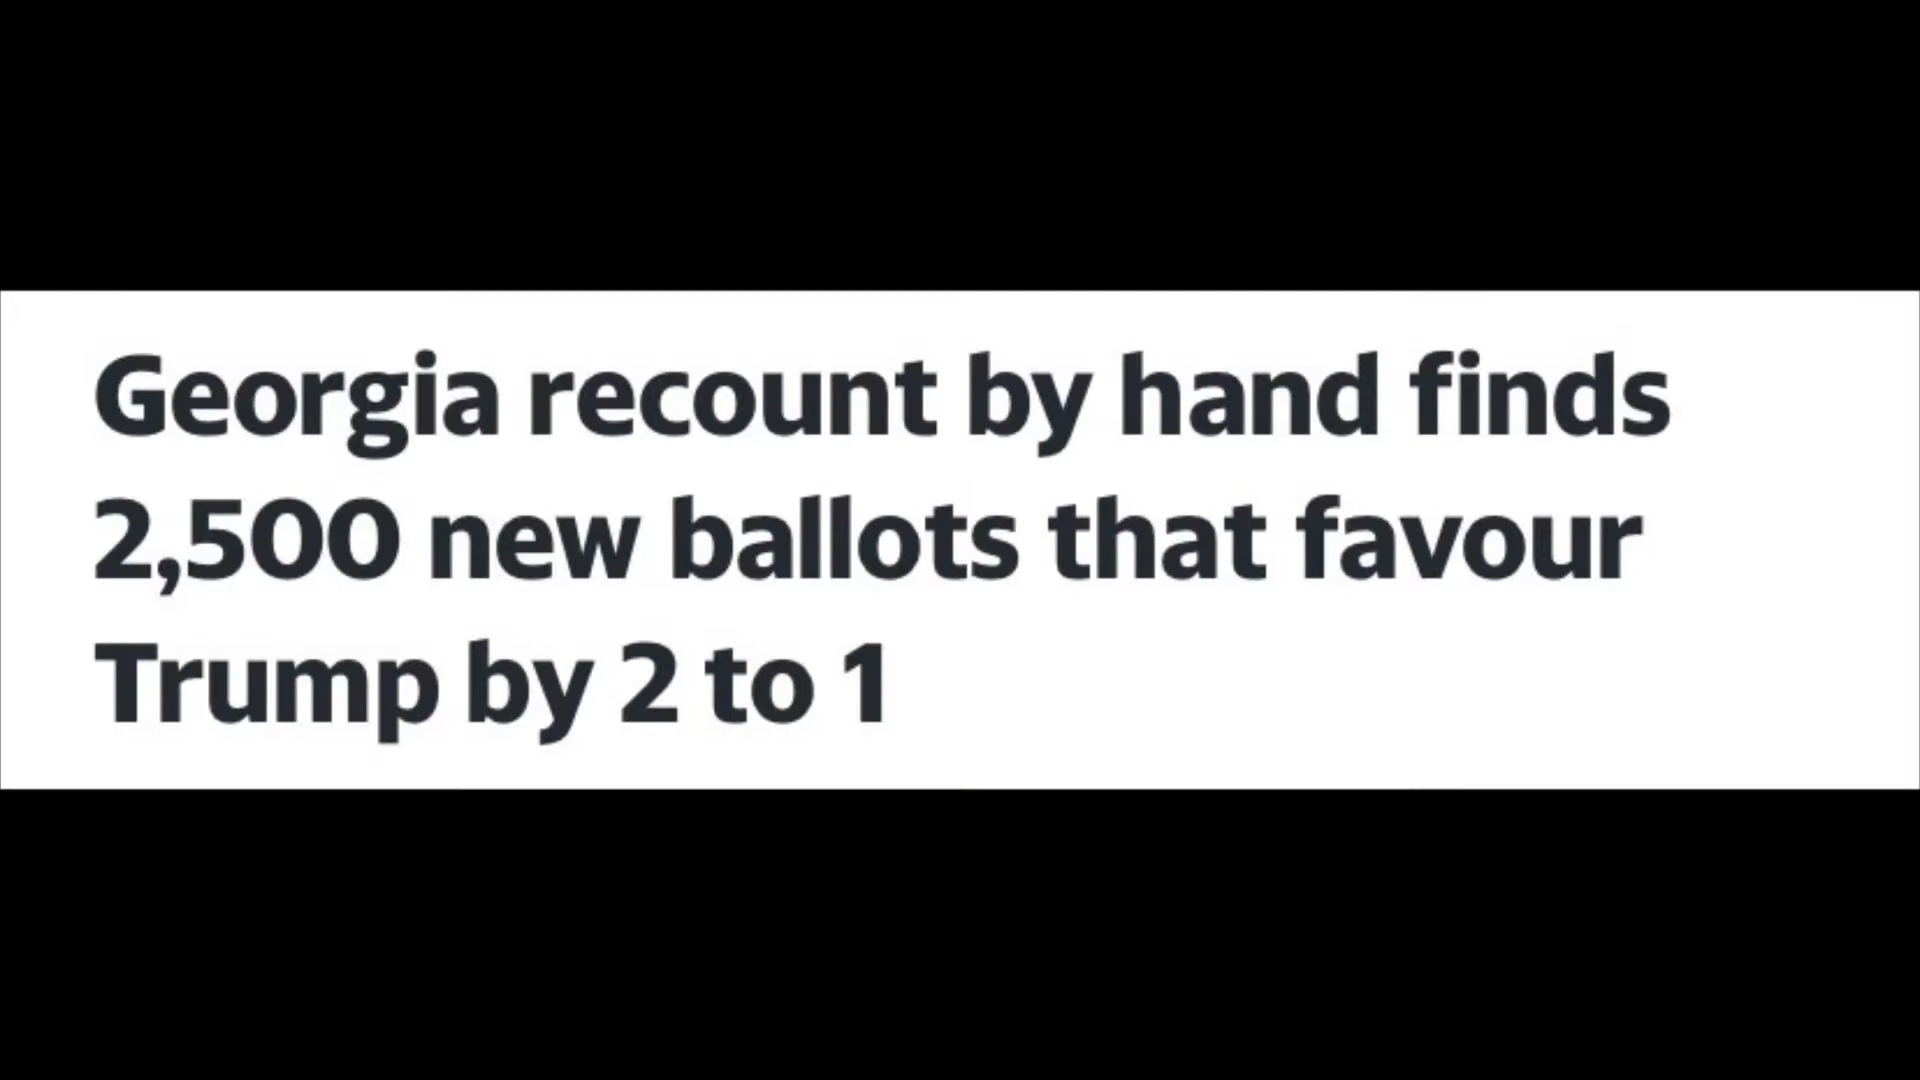 Georgia recount by hand finds
2,500 new ballots that favour
Trump by 2 to 1